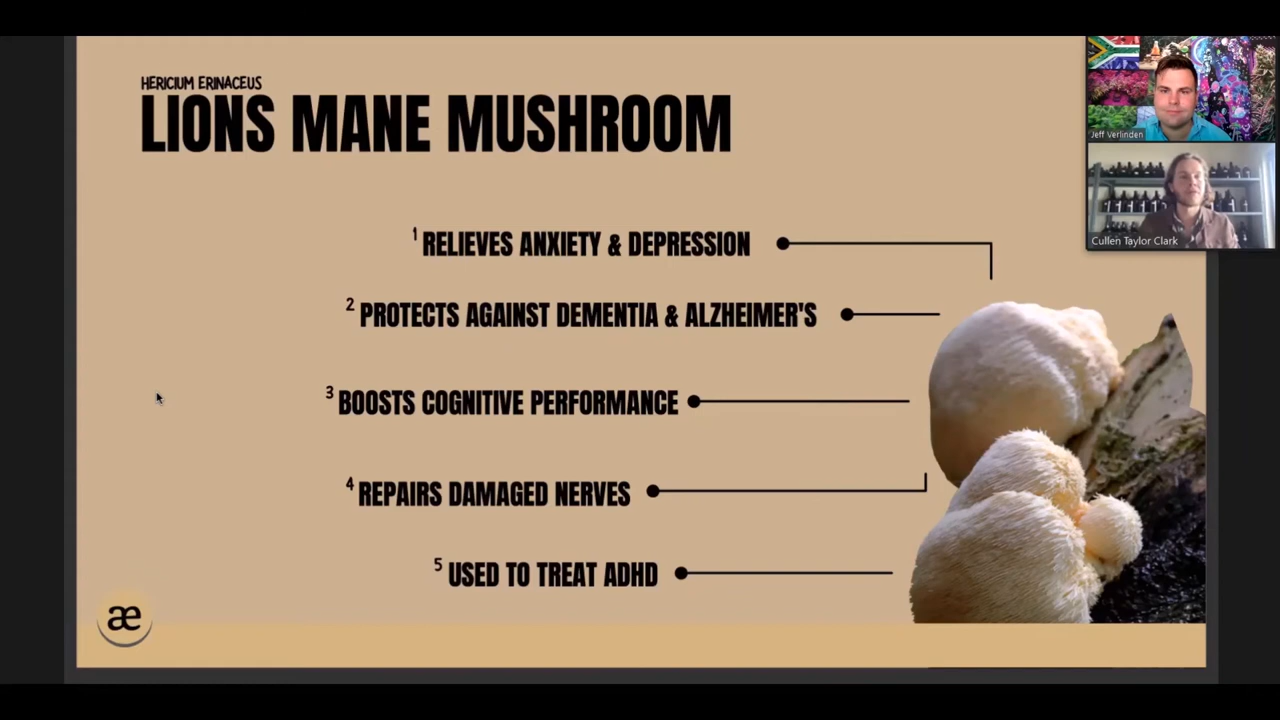 HERICIUM ERINACEUS
LIONS MANE MUSHROOM
1 RELIEVES ANXIETY & DEPRESSION
2 PROTECTS AGAINST DEMENTIA & ALZHEIMER'S
3 BOOSTS COGNITIVE PERFORMANCE
4 REPAIRS DAMAGED NERVES
5 USED TO TREAT ADHD
æ
Jeff Verlinden
Cullen Taylor Clark